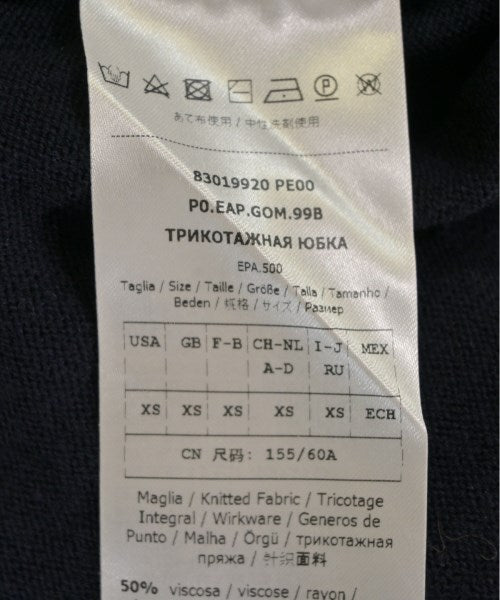 あて布使用 / 中性洗剤使用
83019920 PE00
P0.EAP.GOM.99B
ТРИКОТАЖНАЯ ЮБКА
EPA.500
Taglia / Size / Taille / Größe / Talla / Tamanho /
Beden / 规格 / サイズ / Размер
USA GB F-B CH-NL I-J MEX
A-D RU
XS XS XS XS XS ECH
CN 尺码: 155/60A
Maglia / Knitted Fabric / Tricotage
Integral / Wirkware / Generos de
Punto / Malha / Örgü / трикотажная
пряжа / 针织面料
50% viscosa / viscose / rayon /